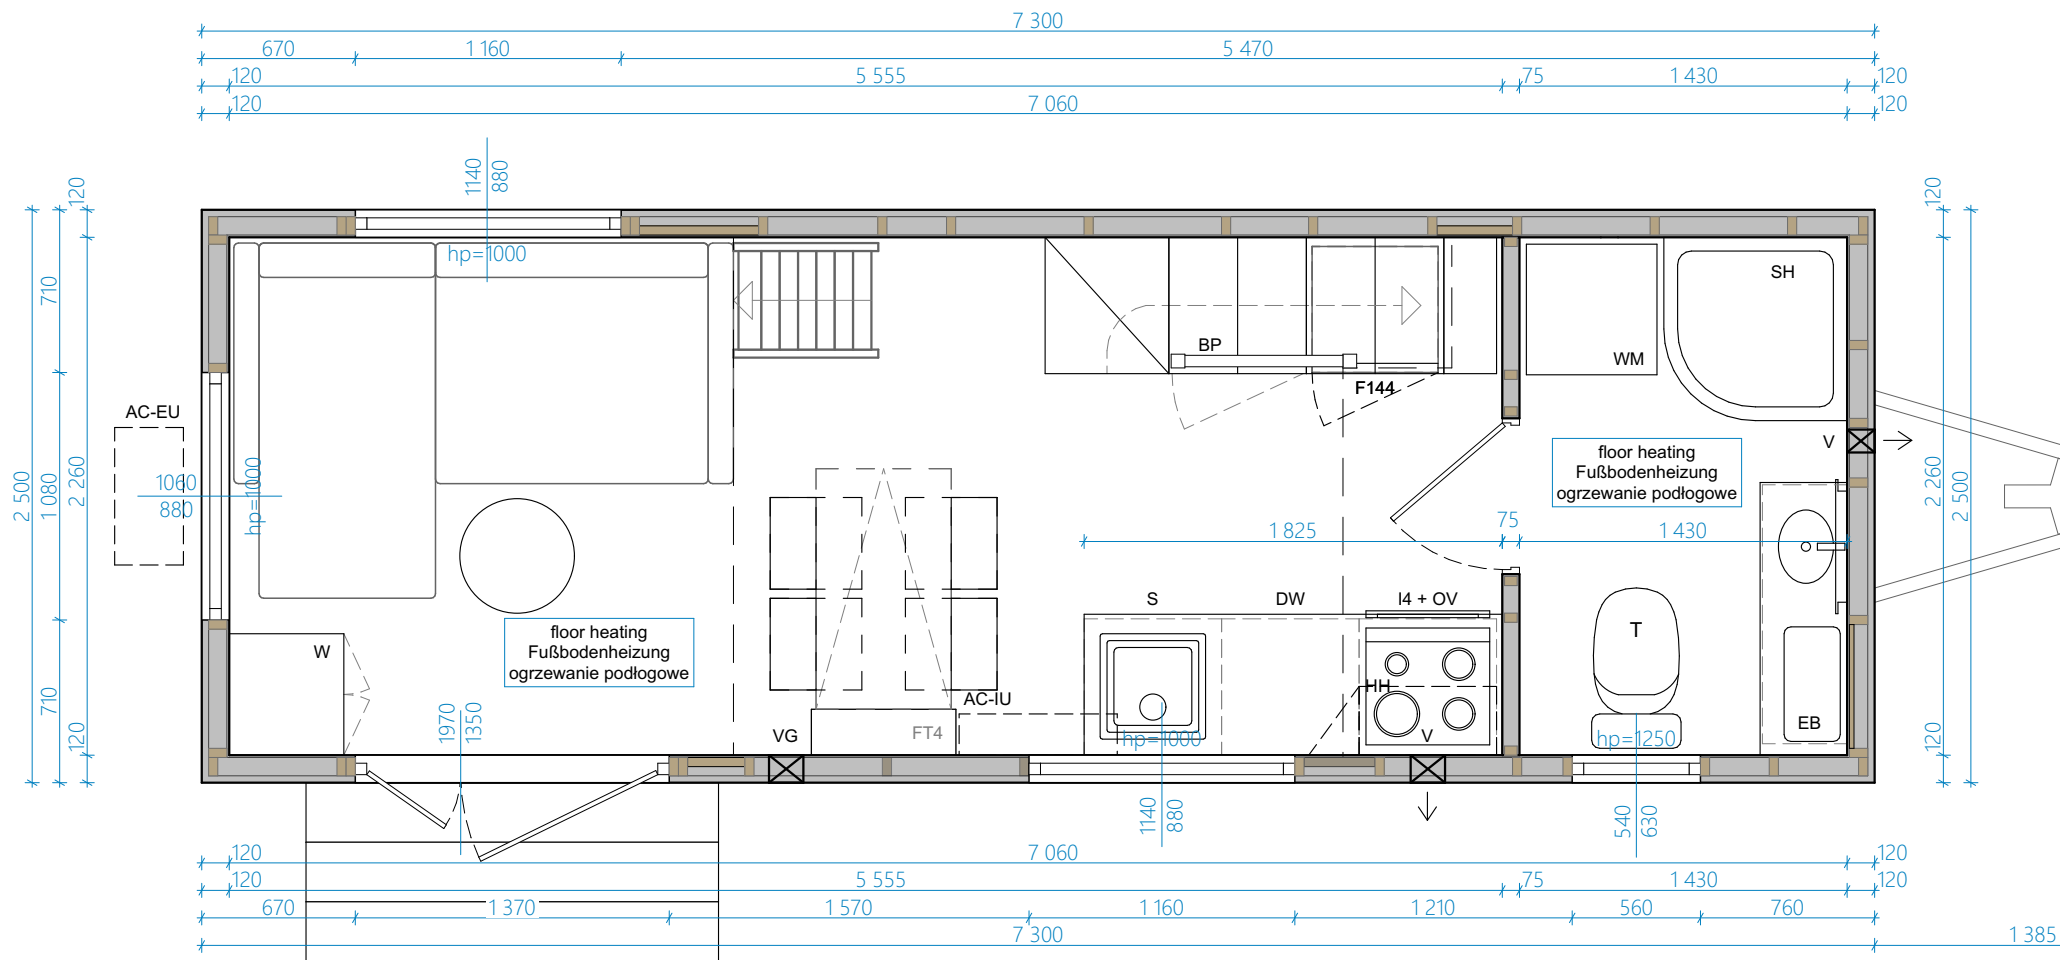 7 300
670 1 160 5 470
120 5 555 75 1 430 120
120 7 060 120
1140
880
120
120
hp=1000
710
SH
BP
WM
F144
AC-EU
V
floor heating
Fußbodenheizung
ogrzewanie podłogowe
1060
880
hp=1000
2 500
1 080
2 260
2 260
2 500
75
1 825
1 430
S
DW
I4 + OV
T
W
floor heating
Fußbodenheizung
ogrzewanie podłogowe
HH
AC-IU
710
1970
1350
VG
FT4
hp=1000
V
hp=1250
EB
120
120
1140
880
540
630
120 7 060 120
120 5 555 75 1 430 120
670 1 370 1 570 1 160 1 210 560 760
7 300 1 385